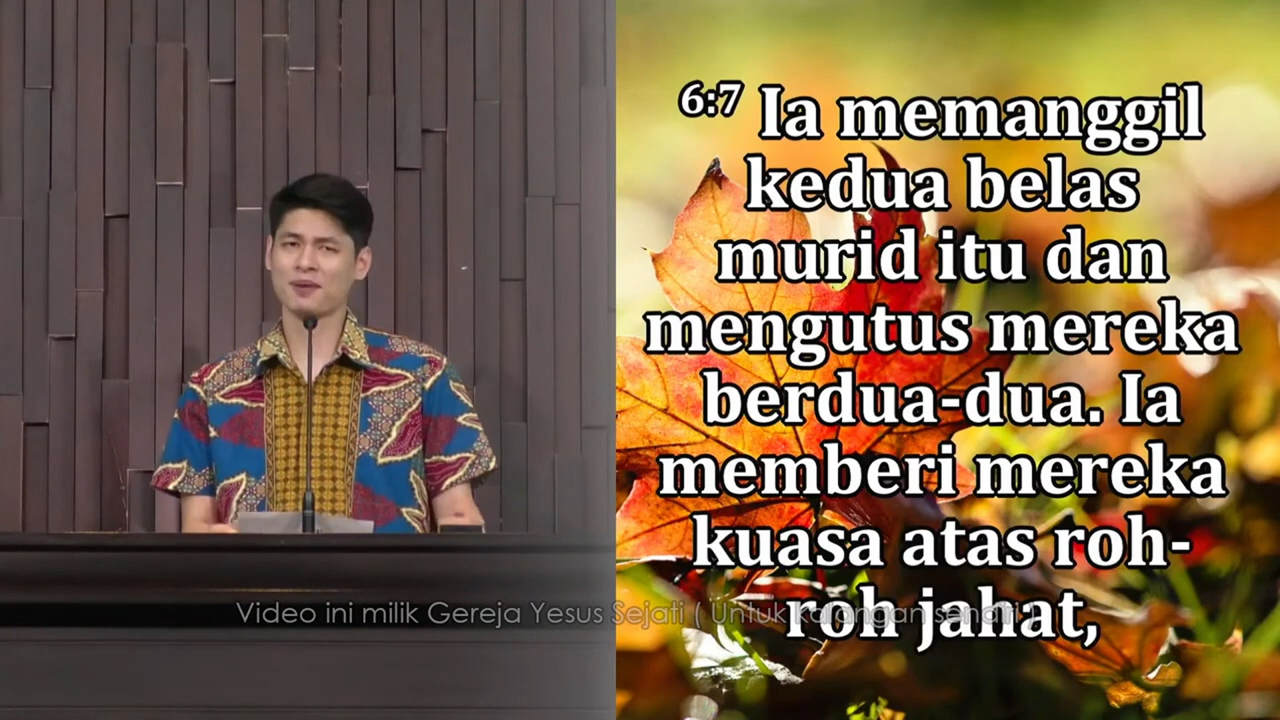 6:7 Ia memanggil
kedua belas
murid itu dan
mengutus mereka
berdua-dua. Ia
memberi mereka
kuasa atas roh-
roh jahat,
Video ini milik Gereja Yesus Sejati ( Untuk kalangan sendiri )